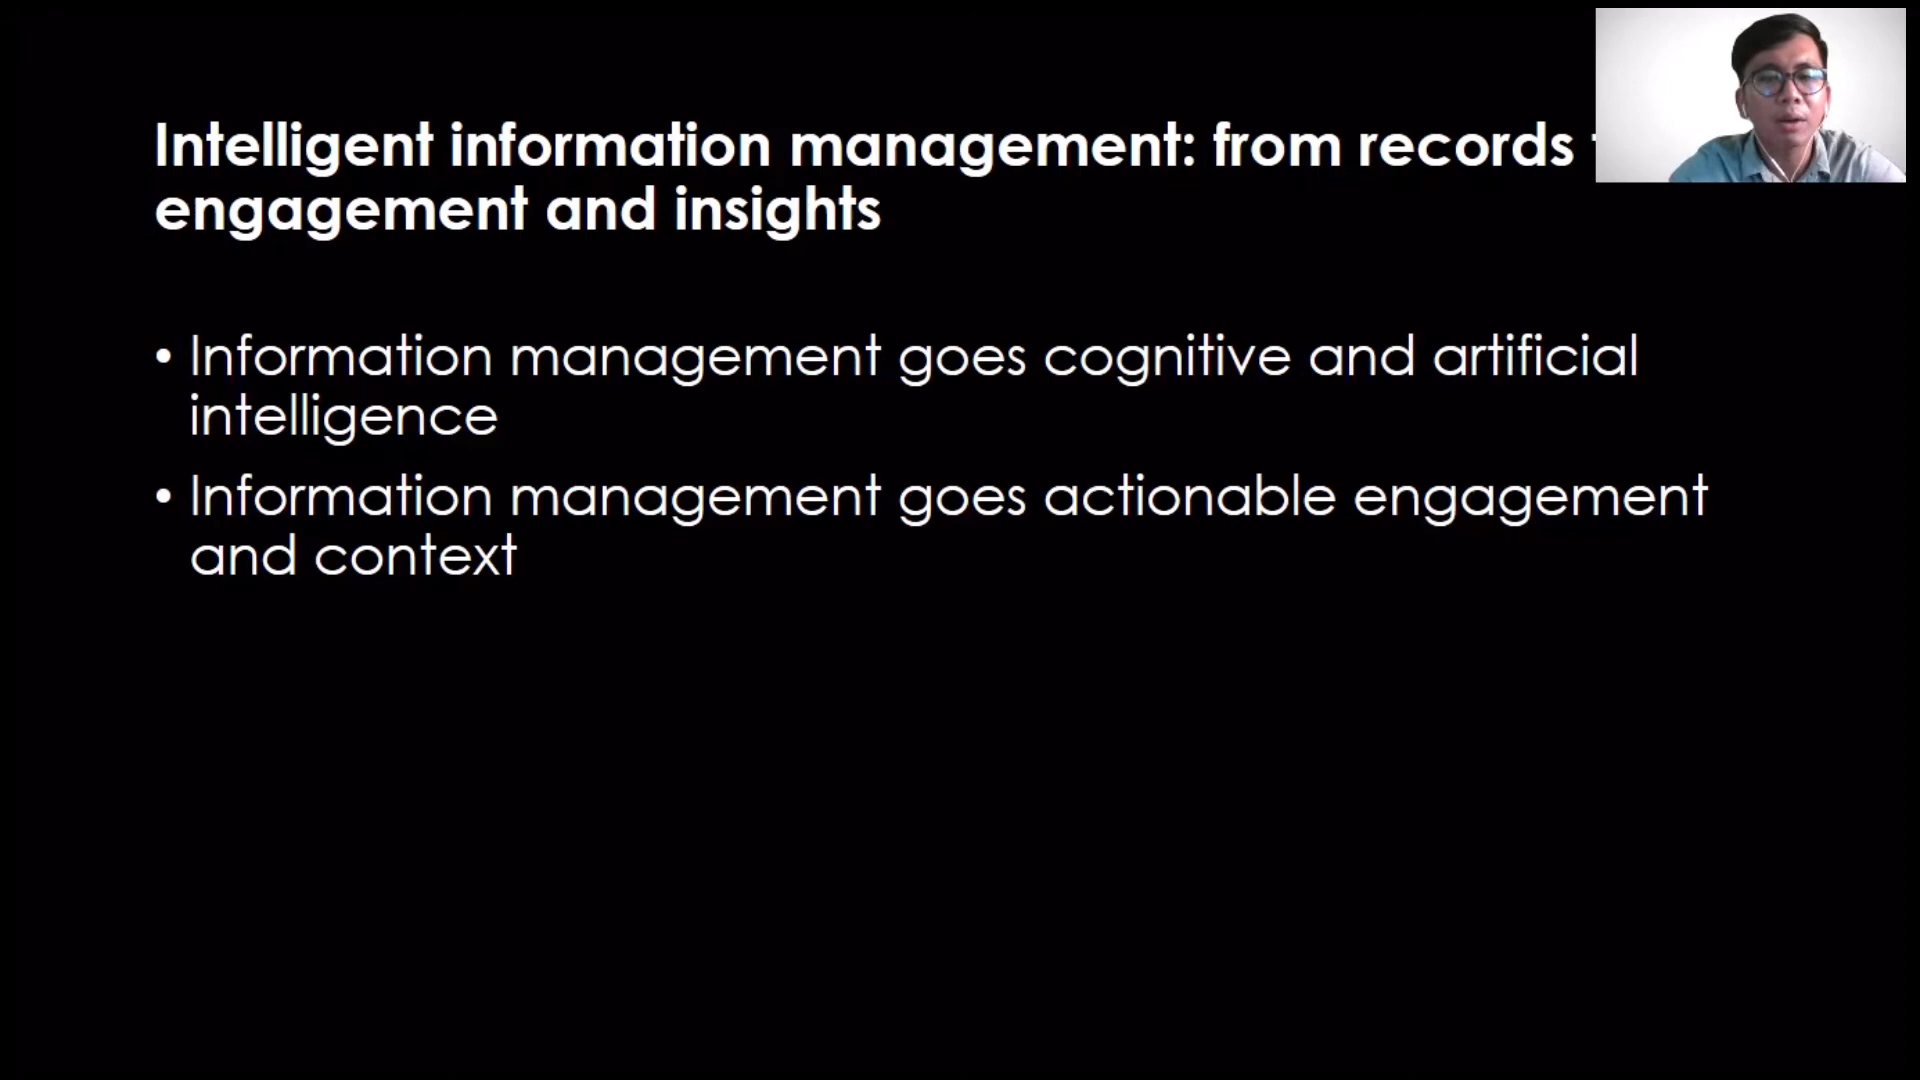 Intelligent information management: from records
engagement and insights
• Information management goes cognitive and artificial
intelligence
• Information management goes actionable engagement
and context